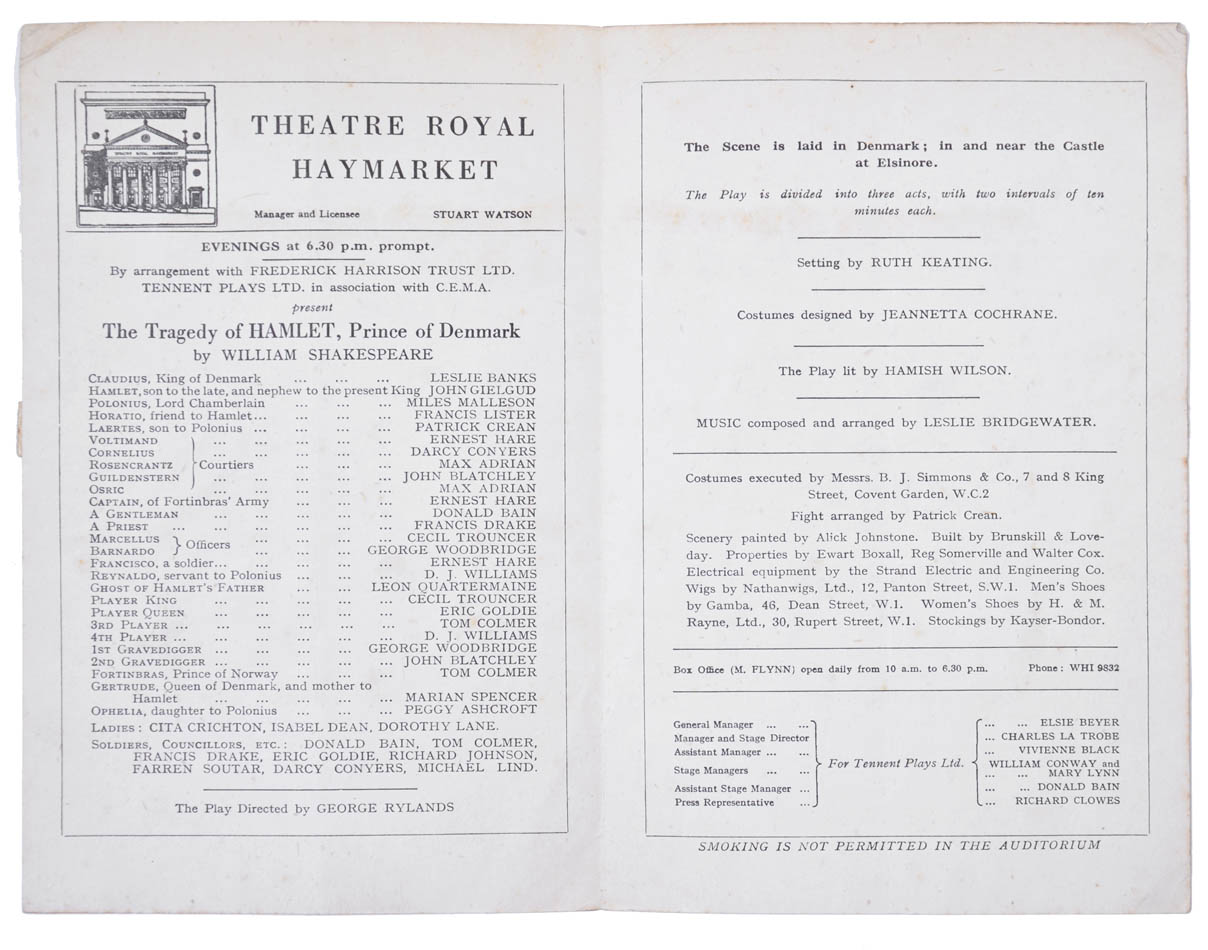 THEATRE ROYAL
HAYMARKET
Manager and Licensee STUART WATSON
EVENINGS at 6.30 p.m. prompt.
By arrangement with FREDERICK HARRISON TRUST LTD.
TENNENT PLAYS LTD. in association with C.E.M.A.
present
The Tragedy of HAMLET, Prince of Denmark
by WILLIAM SHAKESPEARE
CLAUDIUS, King of Denmark ... ... ... LESLIE BANKS
HAMLET, son to the late, and nephew to the present King JOHN GIELGUD
POLONIUS, Lord Chamberlain ... ... ... MILES MALLESON
HORATIO, friend to Hamlet... ... ... ... FRANCIS LISTER
LAERTES, son to Polonius ... ... ... ... PATRICK CREAN
VOLTIMAND ... ... ... ... ... ERNEST HARE
CORNELIUS ... ... ... ... DARCY CONYERS
ROSENCRANTZ } Courtiers ... ... ... MAX ADRIAN
GUILDENSTERN ... ... ... ... ... JOHN BLATCHLEY
OSRIC ... ... ... ... ... MAX ADRIAN
CAPTAIN, of Fortinbras' Army ... ... ... ERNEST HARE
A GENTLEMAN ... ... ... ... ... DONALD BAIN
A PRIEST ... ... ... ... ... ... FRANCIS DRAKE
MARCELLUS } Officers ... ... ... ... CECIL TROUNCER
BARNARDO ... ... ... GEORGE WOODBRIDGE
FRANCISCO, a soldier... ... ... ... ... ERNEST HARE
REYNALDO, servant to Polonius ... ... ... D. J. WILLIAMS
GHOST OF HAMLET'S FATHER ... ... ... LEON QUARTERMAINE
PLAYER KING ... ... ... ... ... CECIL TROUNCER
PLAYER QUEEN ... ... ... ... ... ERIC GOLDIE
3RD PLAYER ... ... ... ... ... ... TOM COLMER
4TH PLAYER ... ... ... ... ... ... D. J. WILLIAMS
1ST GRAVEDIGGER ... ... ... ... GEORGE WOODBRIDGE
2ND GRAVEDIGGER ... ... ... ... ... JOHN BLATCHLEY
FORTINBRAS, Prince of Norway ... ... ... TOM COLMER
GERTRUDE, Queen of Denmark, and mother to
Hamlet ... ... ... ... ... MARIAN SPENCER
OPHELIA, daughter to Polonius ... ... ... PEGGY ASHCROFT
LADIES : CITA CRICHTON, ISABEL DEAN, DOROTHY LANE.
SOLDIERS, COUNCILLORS, ETC. : DONALD BAIN, TOM COLMER,
FRANCIS DRAKE, ERIC GOLDIE, RICHARD JOHNSON,
FARREN SOUTAR, DARCY CONYERS, MICHAEL LIND.
The Play Directed by GEORGE RYLANDS
The Scene is laid in Denmark ; in and near the Castle
at Elsinore.
The Play is divided into three acts, with two intervals of ten
minutes each.
Setting by RUTH KEATING.
Costumes designed by JEANNETTA COCHRANE.
The Play lit by HAMISH WILSON.
MUSIC composed and arranged by LESLIE BRIDGEWATER.
Costumes executed by Messrs. B. J. Simmons & Co., 7 and 8 King
Street, Covent Garden, W.C.2
Fight arranged by Patrick Crean.
Scenery painted by Alick Johnstone. Built by Brunskill & Love-
day. Properties by Ewart Boxall, Reg Somerville and Walter Cox.
Electrical equipment by the Strand Electric and Engineering Co.
Wigs by Nathanwigs, Ltd., 12, Panton Street, S.W.1. Men's Shoes
by Gamba, 46, Dean Street, W.1. Women's Shoes by H. & M.
Rayne, Ltd., 30, Rupert Street, W.1. Stockings by Kayser-Bondor.
Box Office (M. FLYNN) open daily from 10 a.m. to 6.30 p.m. Phone : WHI 9832
General Manager ... ... ... ... ELSIE BEYER
Manager and Stage Director ... CHARLES LA TROBE
Assistant Manager ... ... ... VIVIENNE BLACK
Stage Managers ... ... For Tennent Plays Ltd. WILLIAM CONWAY and
... ... MARY LYNN
Assistant Stage Manager ... ... ... DONALD BAIN
Press Representative ... ... RICHARD CLOWES
SMOKING IS NOT PERMITTED IN THE AUDITORIUM